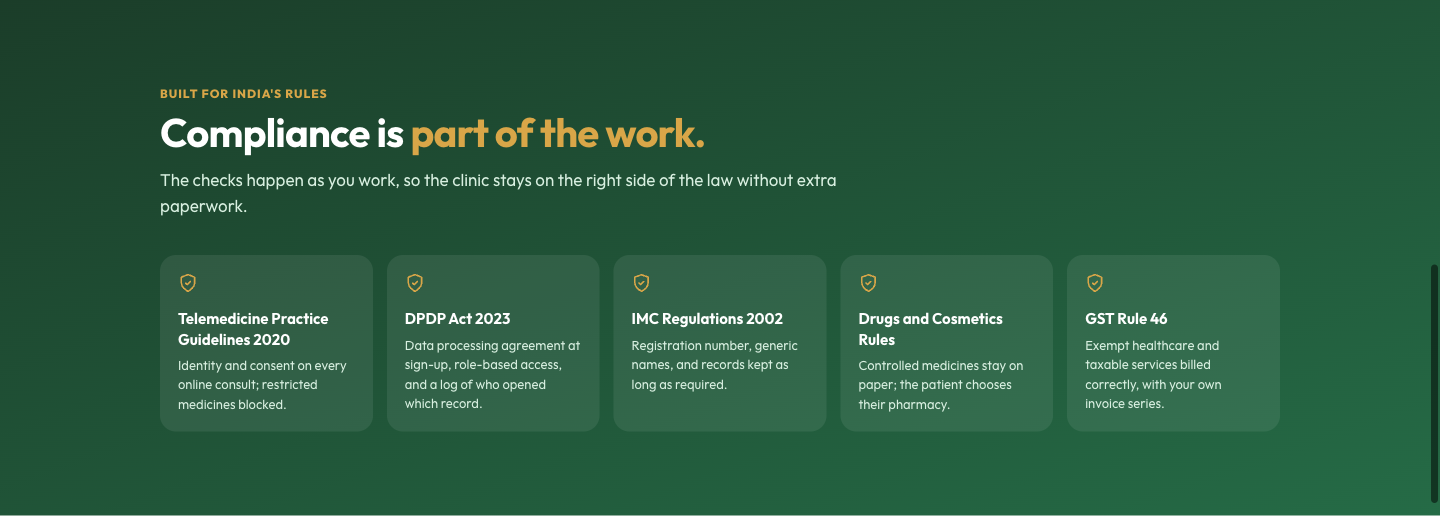 BUILT FOR INDIA'S RULES
Compliance is part of the work.
The checks happen as you work, so the clinic stays on the right side of the law without extra
paperwork.
Telemedicine Practice
Guidelines 2020
Identity and consent on every
online consult; restricted
medicines blocked.
DPDP Act 2023
Data processing agreement at
sign-up, role-based access,
and a log of who opened
which record.
IMC Regulations 2002
Registration number, generic
names, and records kept as
long as required.
Drugs and Cosmetics
Rules
Controlled medicines stay on
paper; the patient chooses
their pharmacy.
GST Rule 46
Exempt healthcare and
taxable services billed
correctly, with your own
invoice series.